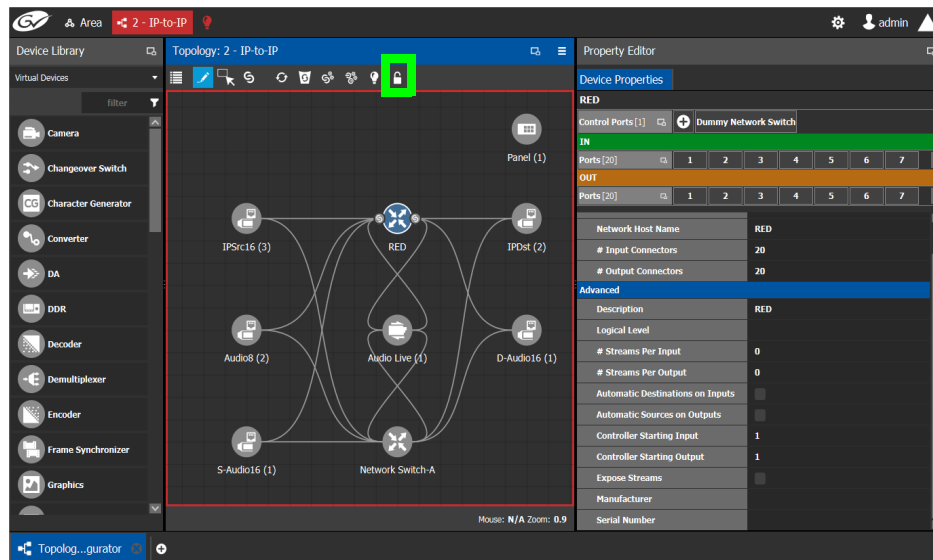 GV Area 2 - IP-to-IP admin
Device Library
Virtual Devices
filter
Camera
Changeover Switch
CG Character Generator
Converter
DA
DDR
Decoder
Demultiplexer
Encoder
Frame Synchronizer
Graphics
Topology: 2 - IP-to-IP
Panel (1)
IPSrc16 (3)
S S
RED
IPDst (2)
Audio8 (2)
Audio Live (1)
D-Audio16 (1)
S-Audio16 (1)
Network Switch-A
Mouse: N/A Zoom: 0.9
Property Editor
Device Properties
RED
Control Ports [1] Dummy Network Switch
IN
Ports [20] 1 2 3 4 5 6 7
OUT
Ports [20] 1 2 3 4 5 6 7
Network Host Name RED
# Input Connectors 20
# Output Connectors 20
Advanced
Description RED
Logical Level
# Streams Per Input 0
# Streams Per Output 0
Automatic Destinations on Inputs
Automatic Sources on Outputs
Controller Starting Input 1
Controller Starting Output 1
Expose Streams
Manufacturer
Serial Number
Topolog...gurator